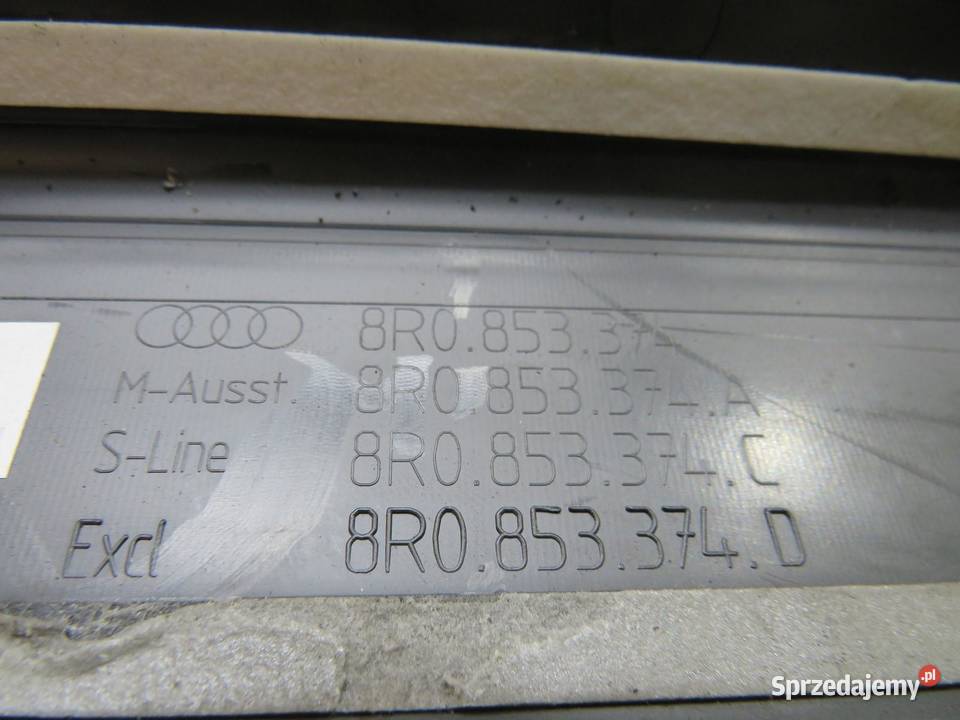 8R0.853.374
M-Ausst. 8R0.853.374.A
S-Line 8R0.853.374.C
Excl 8R0.853.374.D
Sprzedajemy.pl